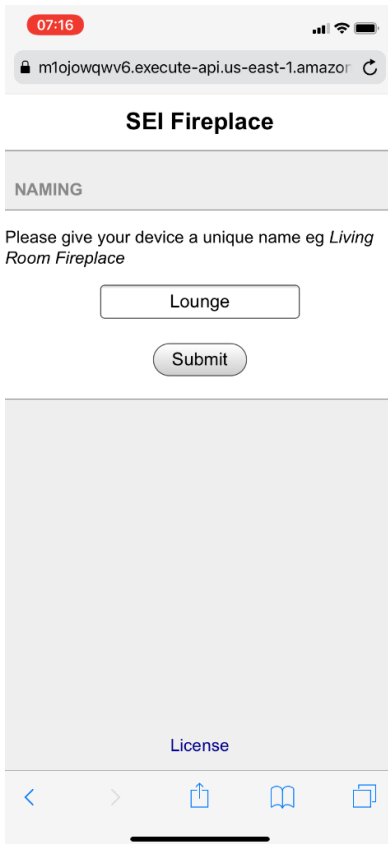 07:16
m1ojowqwv6.execute-api.us-east-1.amazor
SEI Fireplace
NAMING
Please give your device a unique name eg Living
Room Fireplace
Lounge
Submit
License